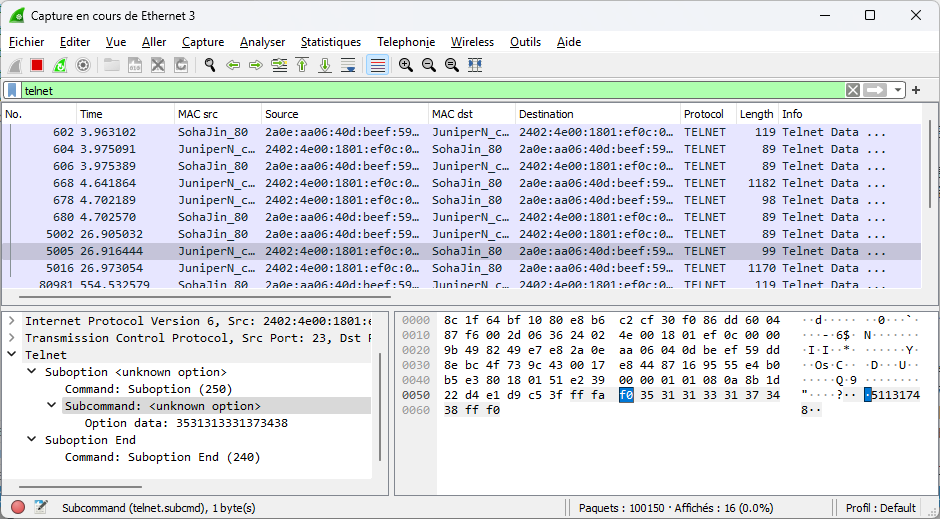 Capture en cours de Ethernet 3
Fichier Editer Vue Aller Capture Analyser Statistiques Telephonie Wireless Outils Aide
telnet
No. Time MAC src Source MAC dst Destination Protocol Length Info
602 3.963102 SohaJin_80 2a0e:aa06:40d:beef:59… JuniperN_c… 2402:4e00:1801:ef0c:0… TELNET 119 Telnet Data ...
604 3.975091 JuniperN_c… 2402:4e00:1801:ef0c:0… SohaJin_80 2a0e:aa06:40d:beef:59… TELNET 89 Telnet Data ...
606 3.975389 SohaJin_80 2a0e:aa06:40d:beef:59… JuniperN_c… 2402:4e00:1801:ef0c:0… TELNET 89 Telnet Data ...
668 4.641864 JuniperN_c… 2402:4e00:1801:ef0c:0… SohaJin_80 2a0e:aa06:40d:beef:59… TELNET 1182 Telnet Data ...
678 4.702189 JuniperN_c… 2402:4e00:1801:ef0c:0… SohaJin_80 2a0e:aa06:40d:beef:59… TELNET 98 Telnet Data ...
680 4.702570 SohaJin_80 2a0e:aa06:40d:beef:59… JuniperN_c… 2402:4e00:1801:ef0c:0… TELNET 89 Telnet Data ...
5002 26.905032 SohaJin_80 2a0e:aa06:40d:beef:59… JuniperN_c… 2402:4e00:1801:ef0c:0… TELNET 89 Telnet Data ...
5005 26.916444 JuniperN_c… 2402:4e00:1801:ef0c:0… SohaJin_80 2a0e:aa06:40d:beef:59… TELNET 99 Telnet Data ...
5016 26.973054 JuniperN_c… 2402:4e00:1801:ef0c:0… SohaJin_80 2a0e:aa06:40d:beef:59… TELNET 1170 Telnet Data ...
80981 554.532579 SohaJin_80 2a0e:aa06:40d:beef:59… JuniperN_c… 2402:4e00:1801:ef0c:0… TELNET 119 Telnet Data ...
Internet Protocol Version 6, Src: 2402:4e00:1801:e
Transmission Control Protocol, Src Port: 23, Dst P
Telnet
Suboption <unknown option>
Command: Suboption (250)
Subcommand: <unknown option>
Option data: 3531313331373438
Suboption End
Command: Suboption End (240)
0000 8c 1f 64 bf 10 80 e8 b6 c2 cf 30 f0 86 dd 60 04 ··d····· ··0···`·
0010 87 f6 00 2d 06 36 24 02 4e 00 18 01 ef 0c 00 00 ···-·6$· N·······
0020 9b 49 82 49 e7 e8 2a 0e aa 06 04 0d be ef 59 dd ·I·I··*· ······Y·
0030 8e bc 4f 73 9c 43 00 17 e8 44 87 16 95 55 e4 b0 ··Os·C·· ·D···U··
0040 b5 e3 80 18 01 51 e2 39 00 00 01 01 08 0a 8b 1d ·····Q·9 ········
0050 22 d4 e1 d9 c5 3f ff fa f0 35 31 31 33 31 37 34 "····?·· ·5113174
0060 38 ff f0 8··
Subcommand (telnet.subcmd), 1 byte(s) Paquets : 100150 · Affichés : 16 (0.0%) Profil : Default